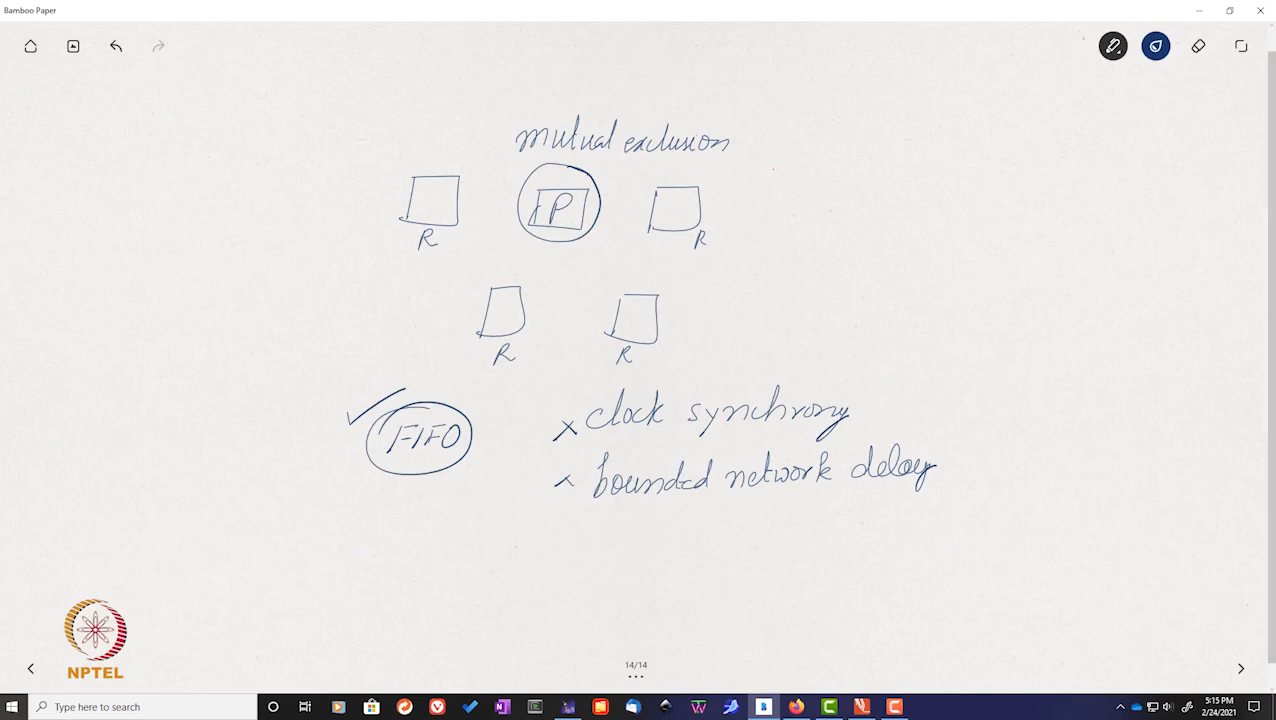 Bamboo Paper
mutual exclusion
P
R
R
R
R
FIFO
x clock synchrony
x bounded network delay
NPTEL
14/14
Type here to search
5:15 PM
2/24/2021